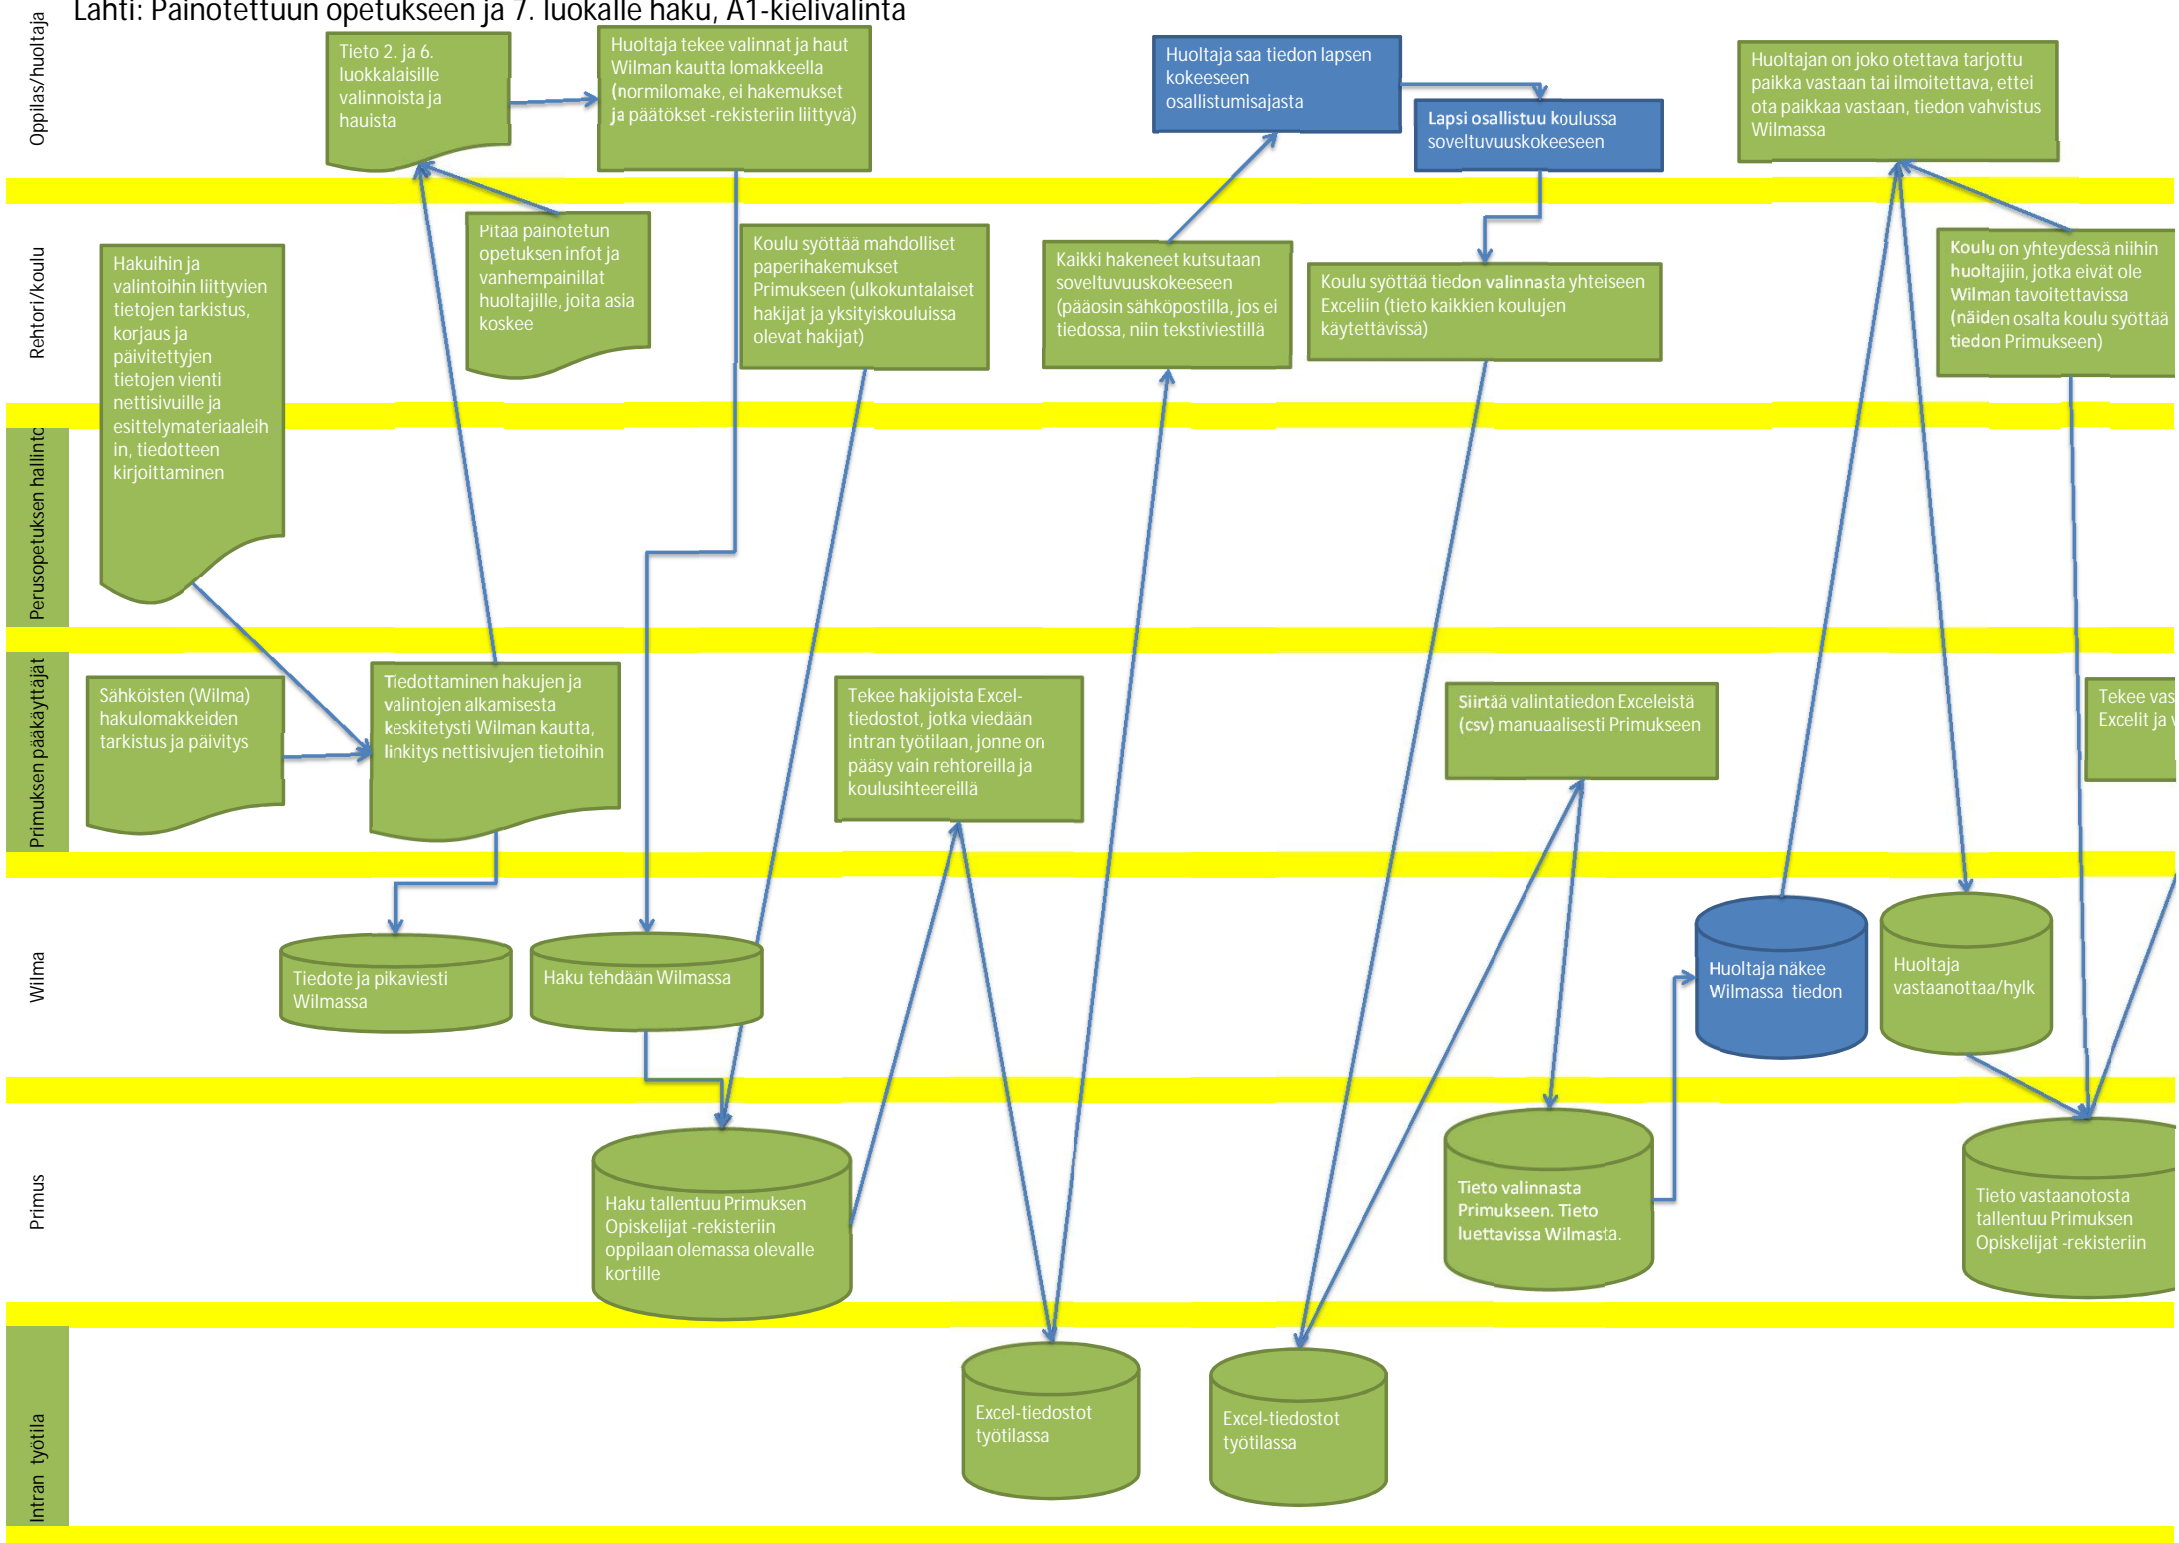 Lahti: Painotettuun opetukseen ja 7. luokalle haku, A1-kielivalinta
Oppilas/huoltaja
Tieto 2. ja 6.
luokkalaisille
valinnoista ja
hauista
Huoltaja tekee valinnat ja haut
Wilman kautta lomakkeella
(normilomake, ei hakemukset
ja päätökset -rekisteriin liittyvä)
Huoltaja saa tiedon lapsen
kokeeseen
osallistumisajasta
Lapsi osallistuu koulussa
soveltuvuuskokeeseen
Huoltajan on joko otettava tarjottu
paikka vastaan tai ilmoitettava, ettei
ota paikkaa vastaan, tiedon vahvistus
Wilmassa
Rehtori/koulu
Hakuihin ja
valintoihin liittyvien
tietojen tarkistus,
korjaus ja
päivitettyjen
tietojen vienti
nettisivuille ja
esittelymateriaaleih
in, tiedotteen
kirjoittaminen
Pitää painotetun
opetuksen infot ja
vanhempainillat
huoltajille, joita asia
koskee
Koulu syöttää mahdolliset
paperihakemukset
Primukseen (ulkokuntalaiset
hakijat ja yksityiskouluissa
olevat hakijat)
Kaikki hakeneet kutsutaan
soveltuvuuskokeeseen
(pääosin sähköpostilla, jos ei
tiedossa, niin tekstiviestillä
Koulu syöttää tiedon valinnasta yhteiseen
Exceliin (tieto kaikkien koulujen
käytettävissä)
Koulu on yhteydessä niihin
huoltajiin, jotka eivät ole
Wilman tavoitettavissa
(näiden osalta koulu syöttää
tiedon Primukseen)
Perusopetuksen hallinto
Primuksen pääkäyttäjät
Sähköisten (Wilma)
hakulomakkeiden
tarkistus ja päivitys
Tiedottaminen hakujen ja
valintojen alkamisesta
keskitetysti Wilman kautta,
linkitys nettisivujen tietoihin
Tekee hakijoista Excel-
tiedostot, jotka viedään
intran työtilaan, jonne on
pääsy vain rehtoreilla ja
koulusihteereillä
Siirtää valintatiedon Exceleistä
(csv) manuaalisesti Primukseen
Tekee vas
Excelit ja v
Wilma
Tiedote ja pikaviesti
Wilmassa
Haku tehdään Wilmassa
Huoltaja näkee
Wilmassa tiedon
Huoltaja
vastaanottaa/hylk
Primus
Haku tallentuu Primuksen
Opiskelijat -rekisteriin
oppilaan olemassa olevalle
kortille
Tieto valinnasta
Primukseen. Tieto
luettavissa Wilmasta.
Tieto vastaanotosta
tallentuu Primuksen
Opiskelijat -rekisteriin
Intran työtila
Excel-tiedostot
työtilassa
Excel-tiedostot
työtilassa